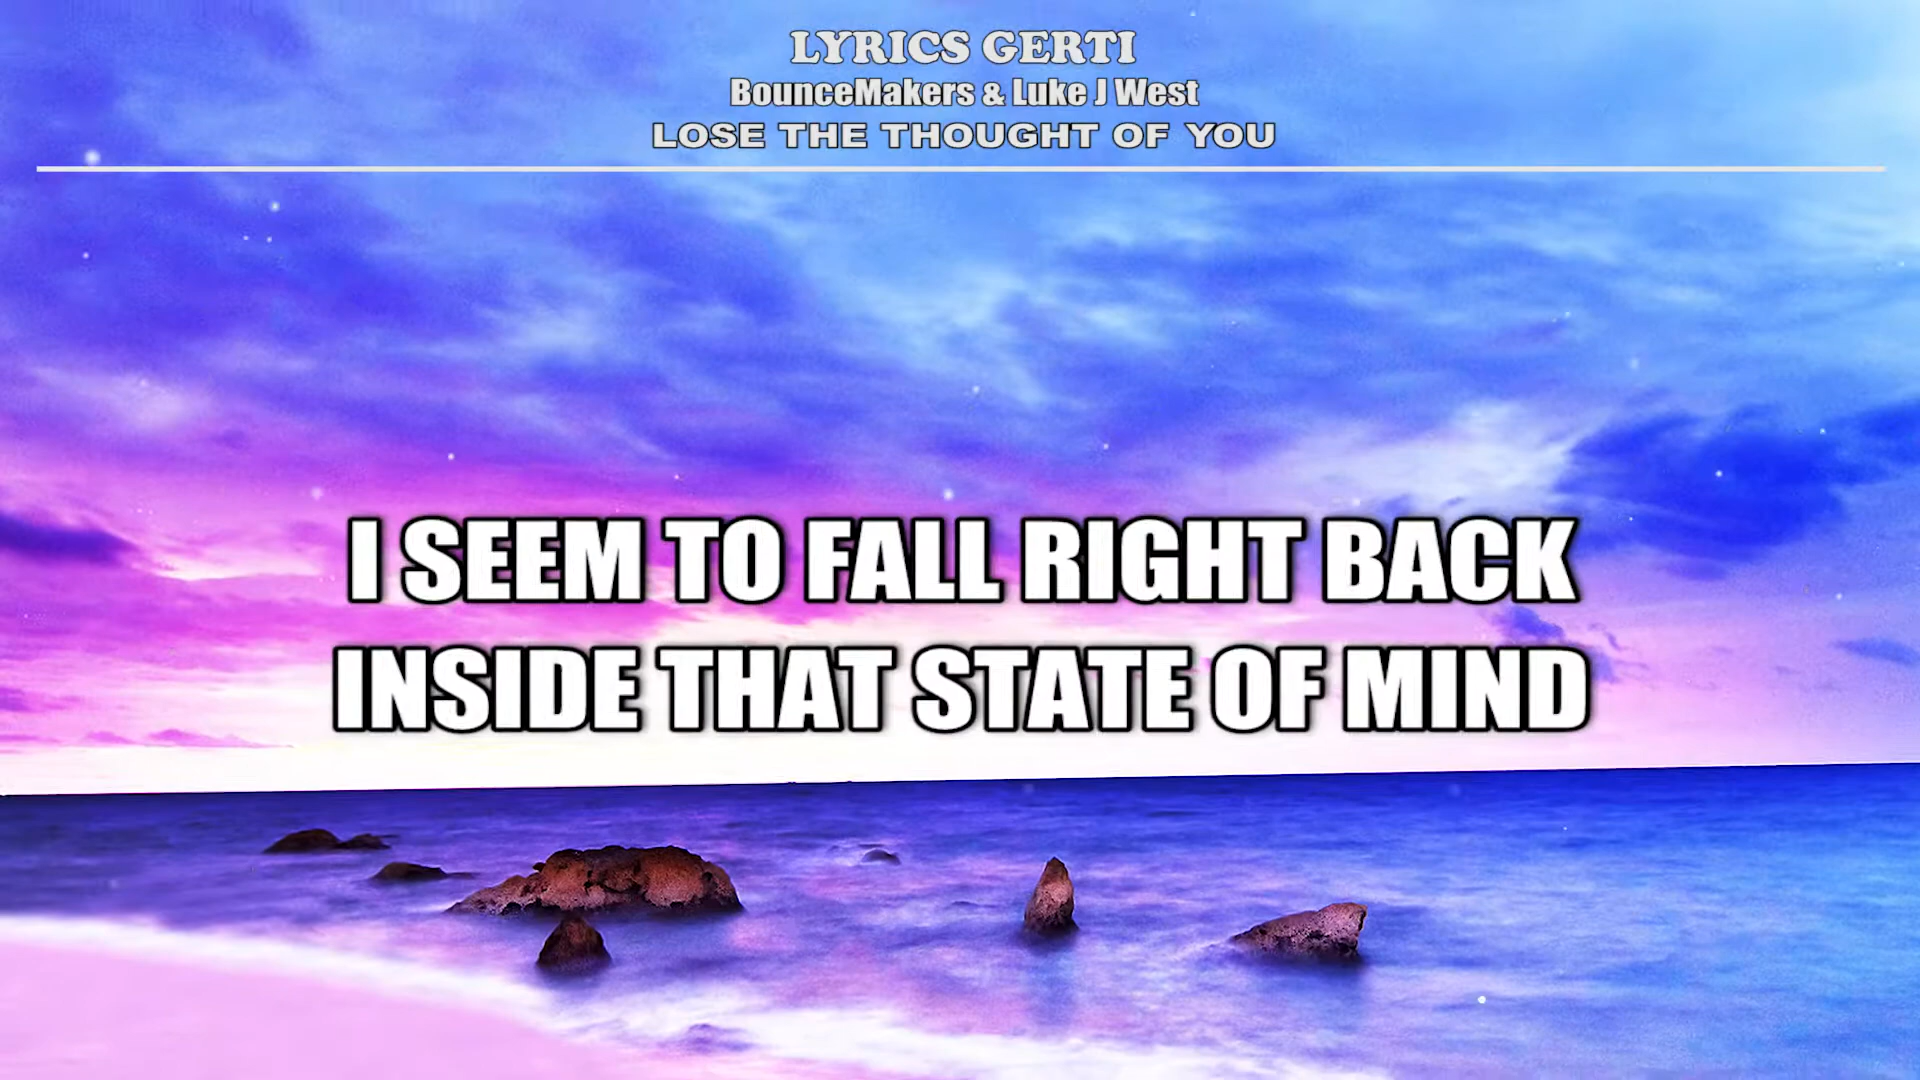 LYRICS GERTI
BounceMakers & Luke J West
LOSE THE THOUGHT OF YOU
I SEEM TO FALL RIGHT BACK
INSIDE THAT STATE OF MIND